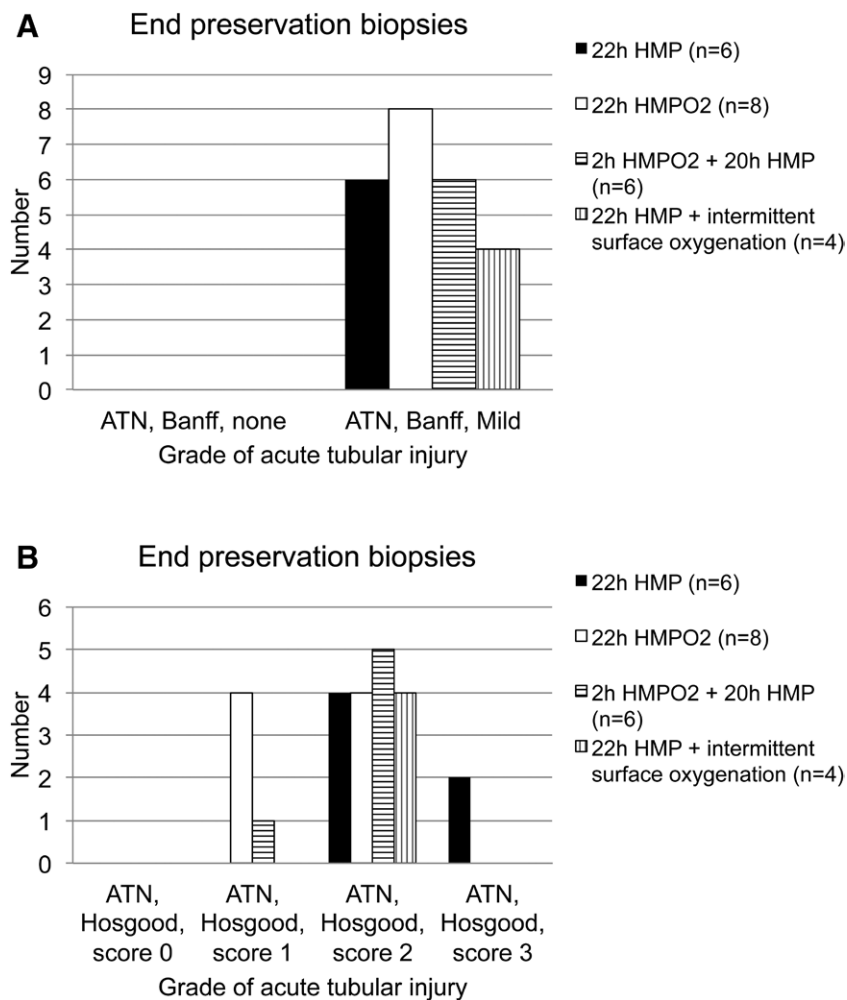 A
End preservation biopsies
9
8
7
6
5
4
3
2
1
0
Number
ATN, Banff, none
ATN, Banff, Mild
Grade of acute tubular injury
22h HMP (n=6)
22h HMPO2 (n=8)
2h HMPO2 + 20h HMP
(n=6)
22h HMP + intermittent
surface oxygenation (n=4)
B
End preservation biopsies
6
5
4
3
2
1
0
Number
ATN,
Hosgood,
score 0
ATN,
Hosgood,
score 1
ATN,
Hosgood,
score 2
ATN,
Hosgood,
score 3
Grade of acute tubular injury
22h HMP (n=6)
22h HMPO2 (n=8)
2h HMPO2 + 20h HMP
(n=6)
22h HMP + intermittent
surface oxygenation (n=4)